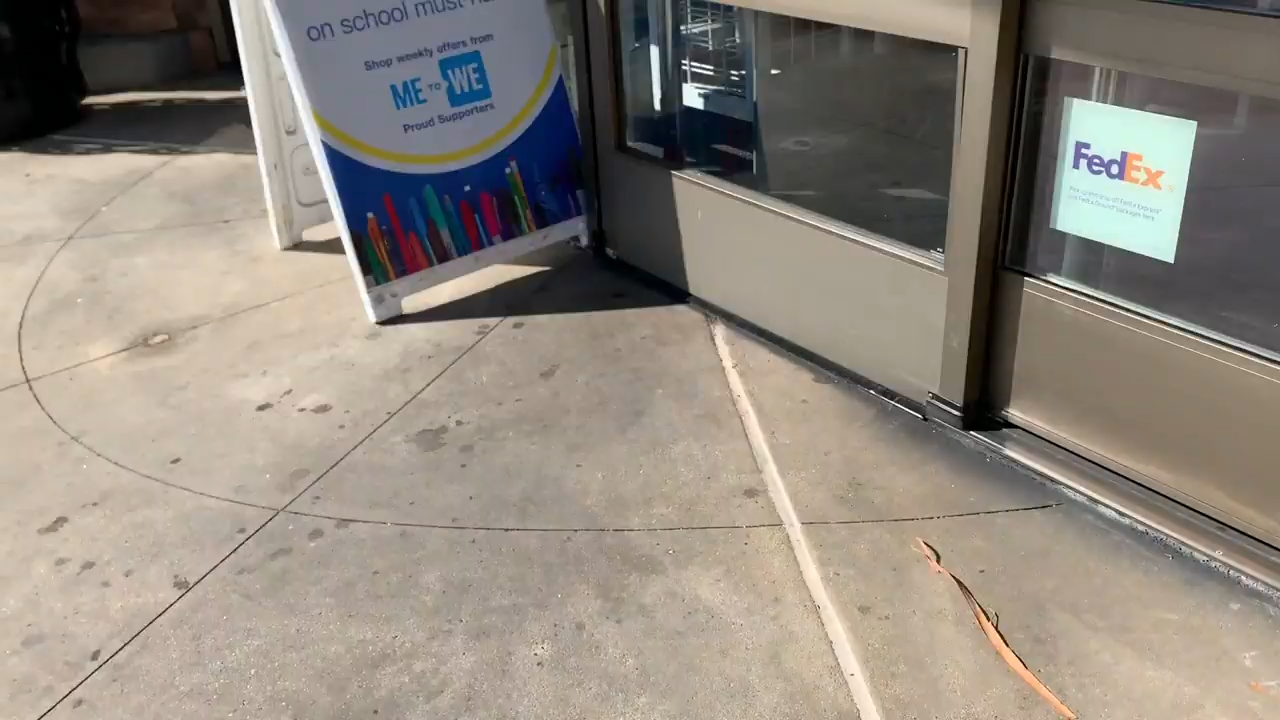 on school must
Shop weekly offers from
ME TO WE
Proud Supporters
FedEx